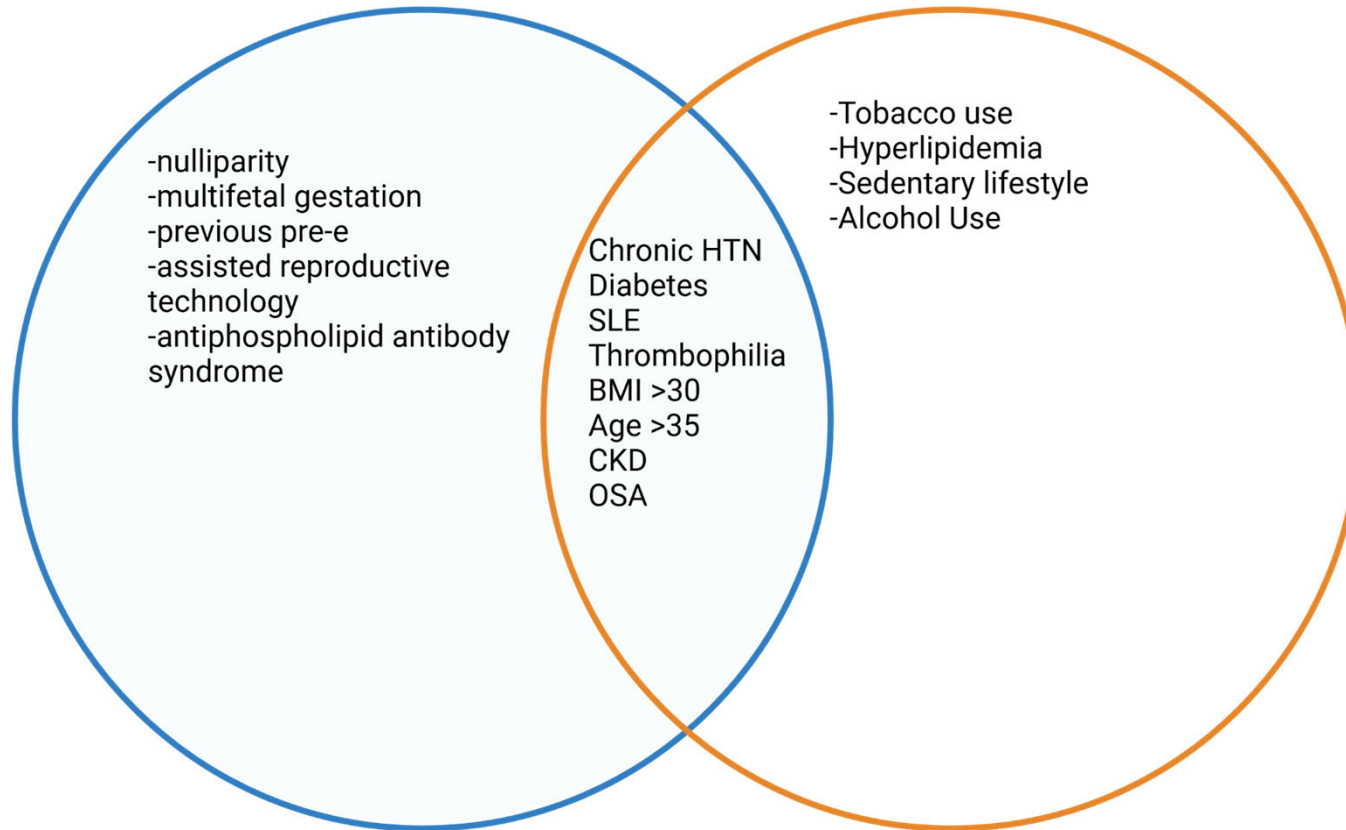 -nulliparity
-multifetal gestation
-previous pre-e
-assisted reproductive
technology
-antiphospholipid antibody
syndrome
Chronic HTN
Diabetes
SLE
Thrombophilia
BMI >30
Age >35
CKD
OSA
-Tobacco use
-Hyperlipidemia
-Sedentary lifestyle
-Alcohol Use